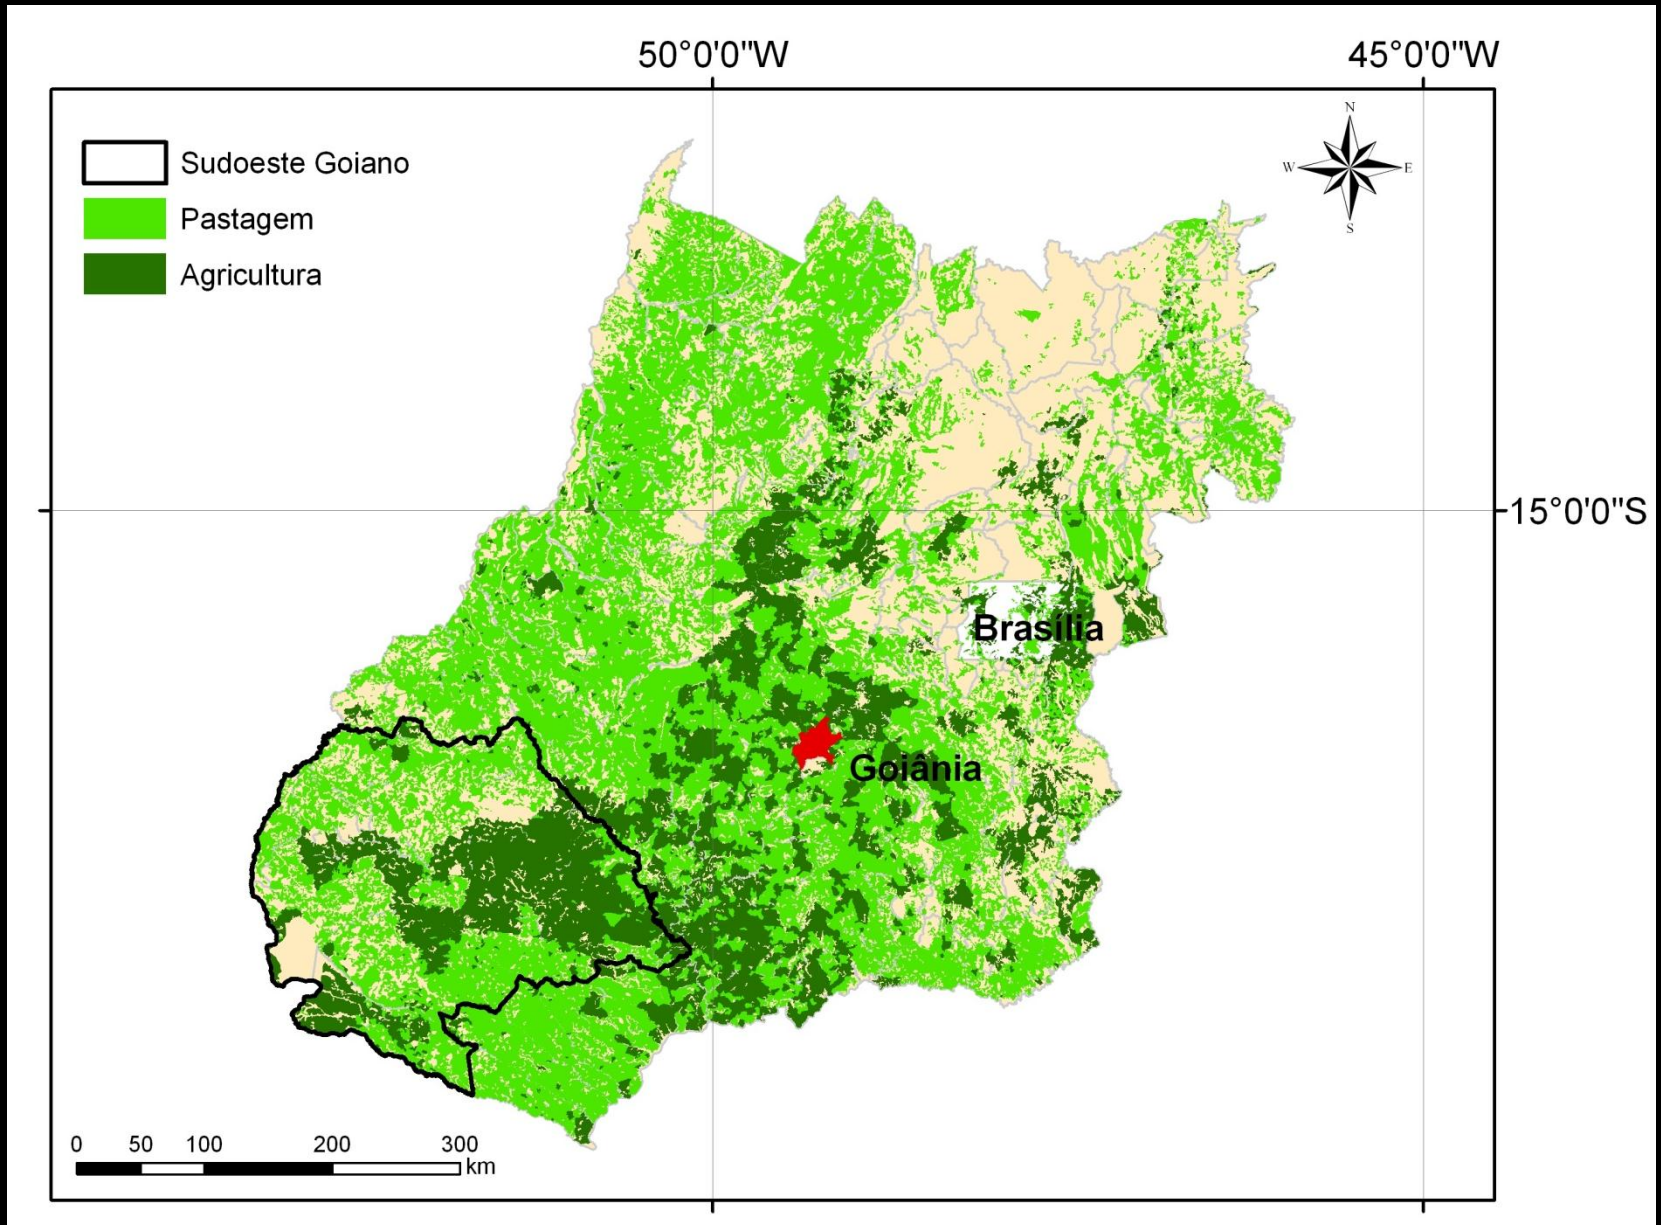 50°0'0"W
45°0'0"W
N
W
E
S
Sudoeste Goiano
Pastagem
Agricultura
15°0'0"S
Brasília
Goiânia
0 50 100 200 300
km